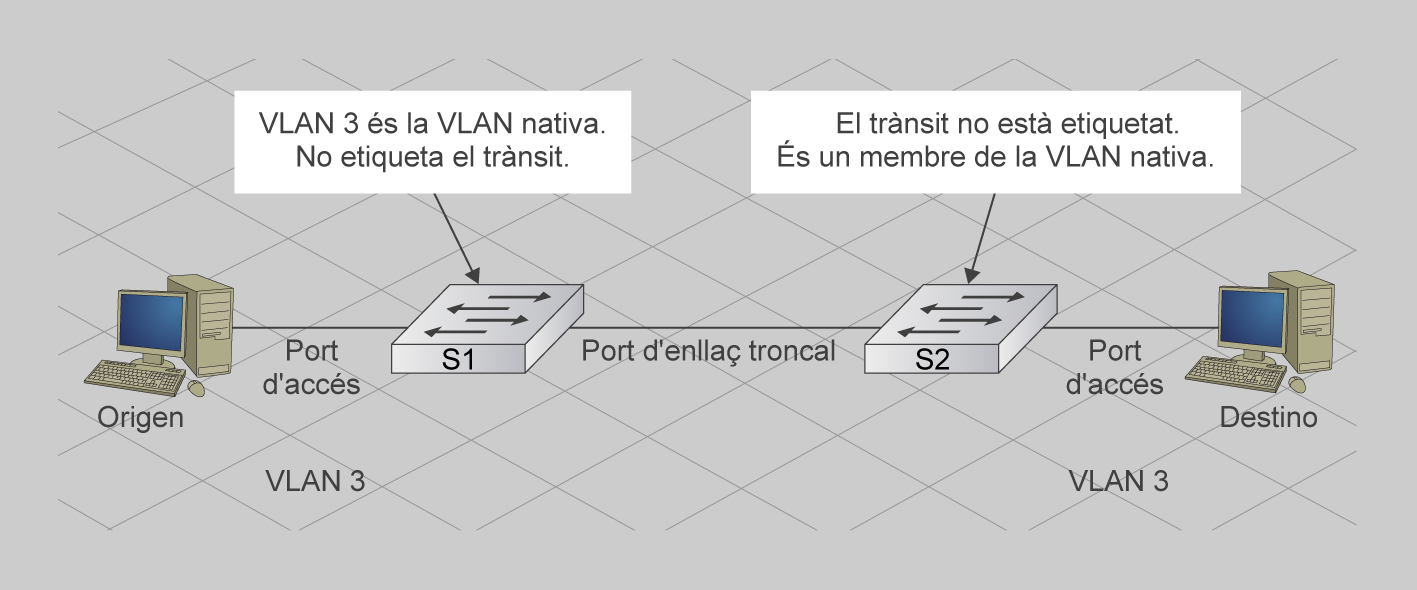 VLAN 3 és la VLAN nativa.
No etiqueta el trànsit.
El trànsit no està etiquetat.
És un membre de la VLAN nativa.
Port
d'accés
S1
Port d'enllaç troncal
S2
Port
d'accés
Origen
Destino
VLAN 3
VLAN 3